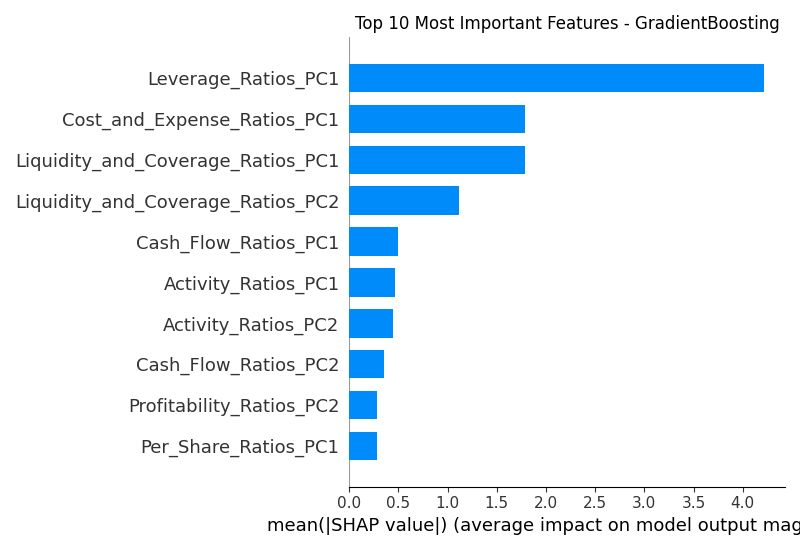 Top 10 Most Important Features - GradientBoosting
Leverage_Ratios_PC1
Cost_and_Expense_Ratios_PC1
Liquidity_and_Coverage_Ratios_PC1
Liquidity_and_Coverage_Ratios_PC2
Cash_Flow_Ratios_PC1
Activity_Ratios_PC1
Activity_Ratios_PC2
Cash_Flow_Ratios_PC2
Profitability_Ratios_PC2
Per_Share_Ratios_PC1
0.0 0.5 1.0 1.5 2.0 2.5 3.0 3.5 4.0
mean(|SHAP value|) (average impact on model output mag